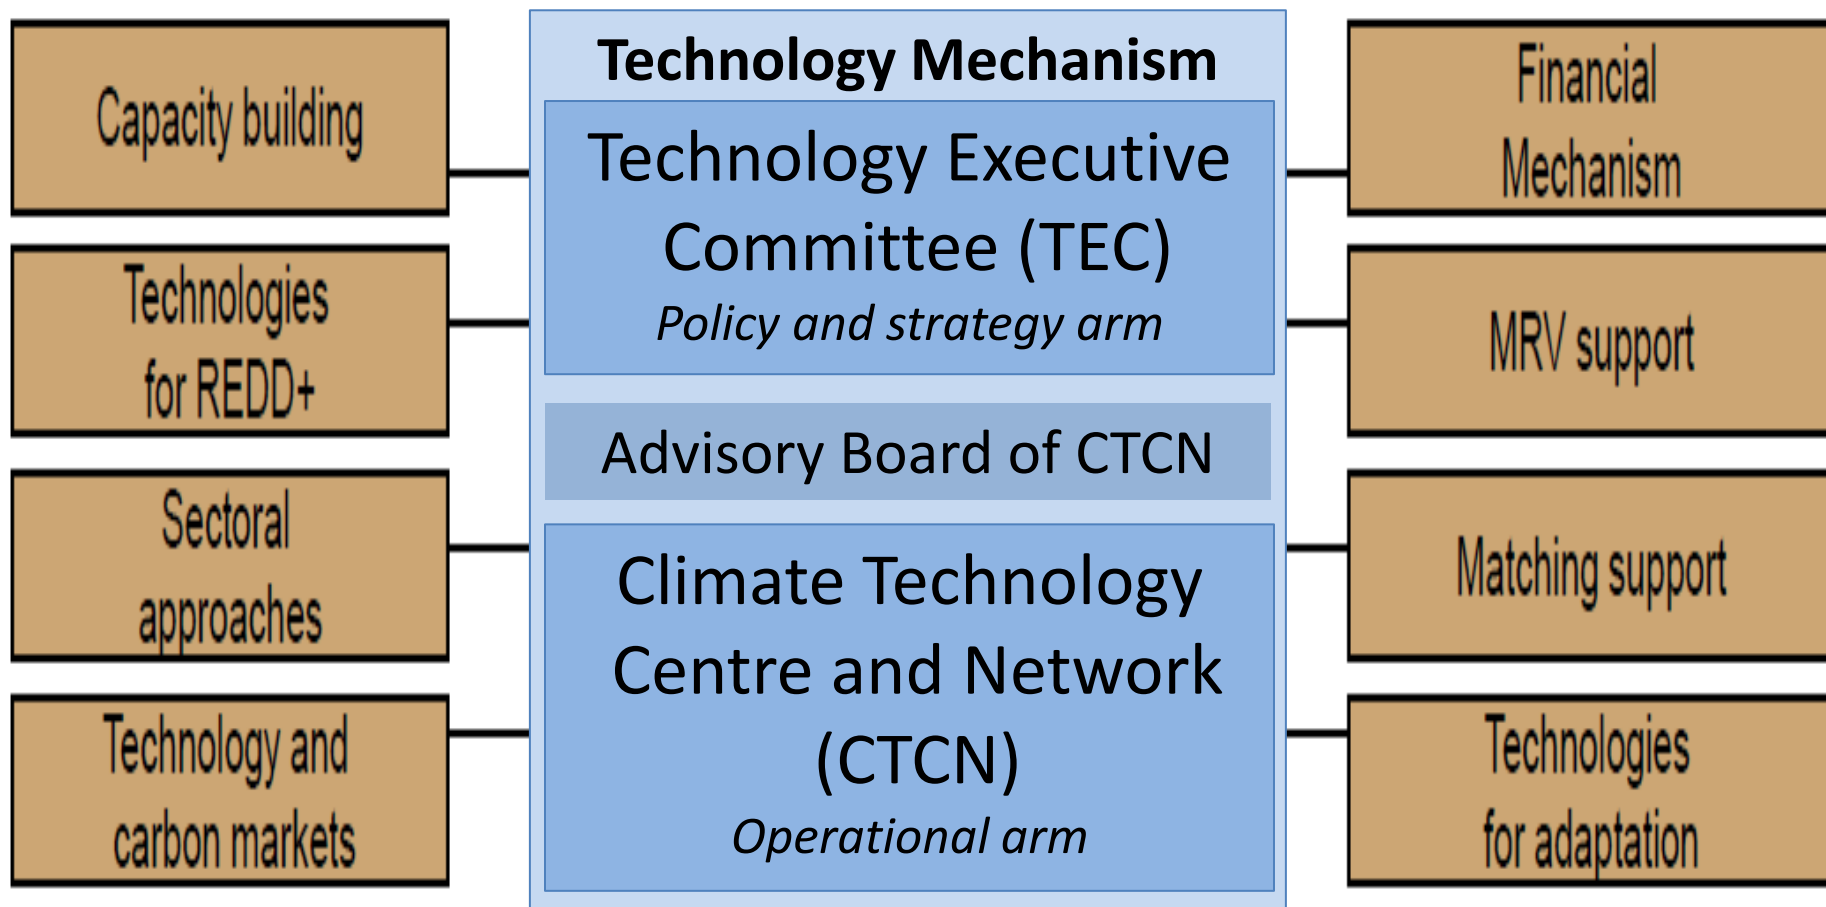 Capacity building
Technologies
for REDD+
Sectoral
approaches
Technology and
carbon markets
Technology Mechanism
Technology Executive
Committee (TEC)
Policy and strategy arm
Advisory Board of CTCN
Climate Technology
Centre and Network
(CTCN)
Operational arm
Financial
Mechanism
MRV support
Matching support
Technologies
for adaptation